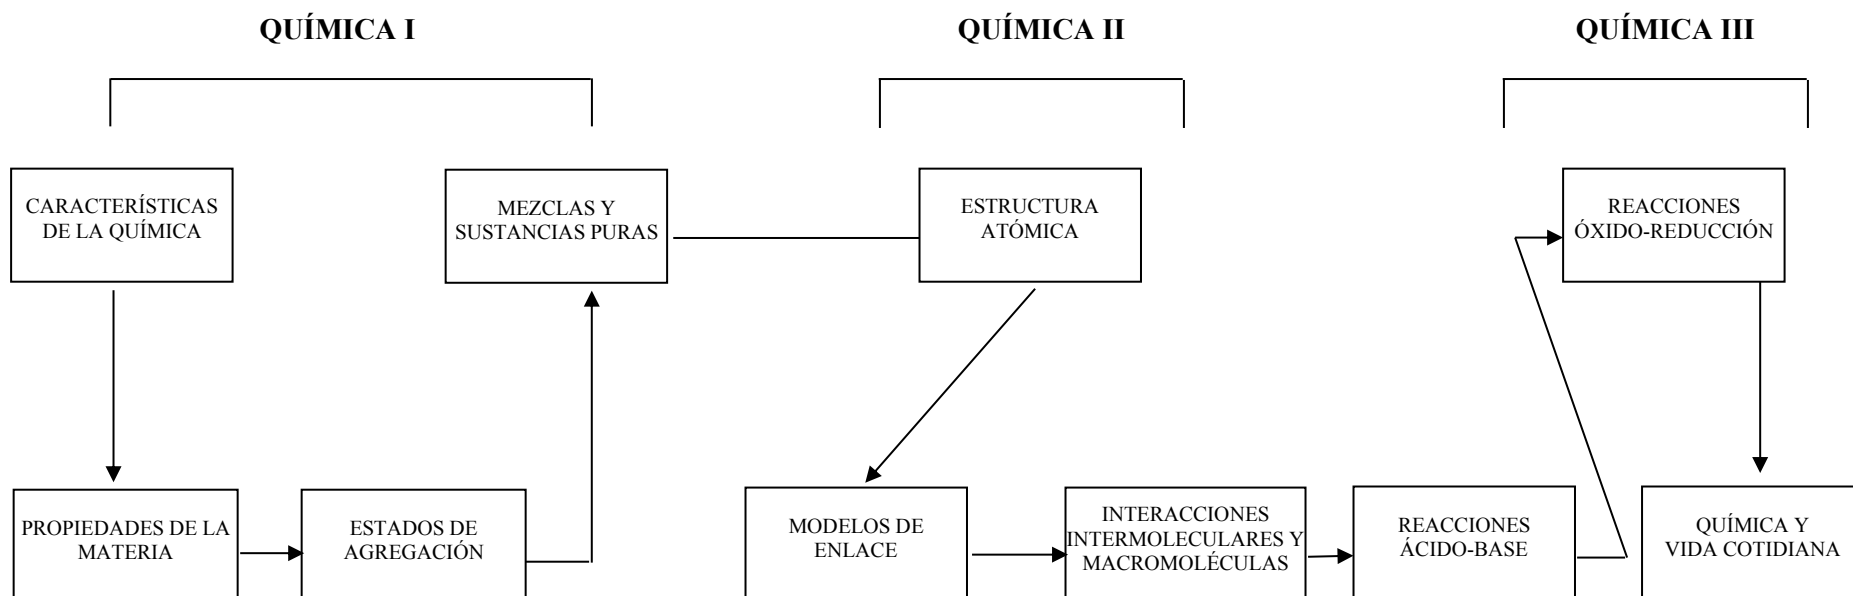 QUÍMICA I
QUÍMICA II
QUÍMICA III
CARACTERÍSTICAS
DE LA QUÍMICA
MEZCLAS Y
SUSTANCIAS PURAS
ESTRUCTURA
ATÓMICA
REACCIONES
ÓXIDO-REDUCCIÓN
PROPIEDADES DE LA
MATERIA
ESTADOS DE
AGREGACIÓN
MODELOS DE
ENLACE
INTERACCIONES
INTERMOLECULARES Y
MACROMOLÉCULAS
REACCIONES
ÁCIDO-BASE
QUÍMICA Y
VIDA COTIDIANA